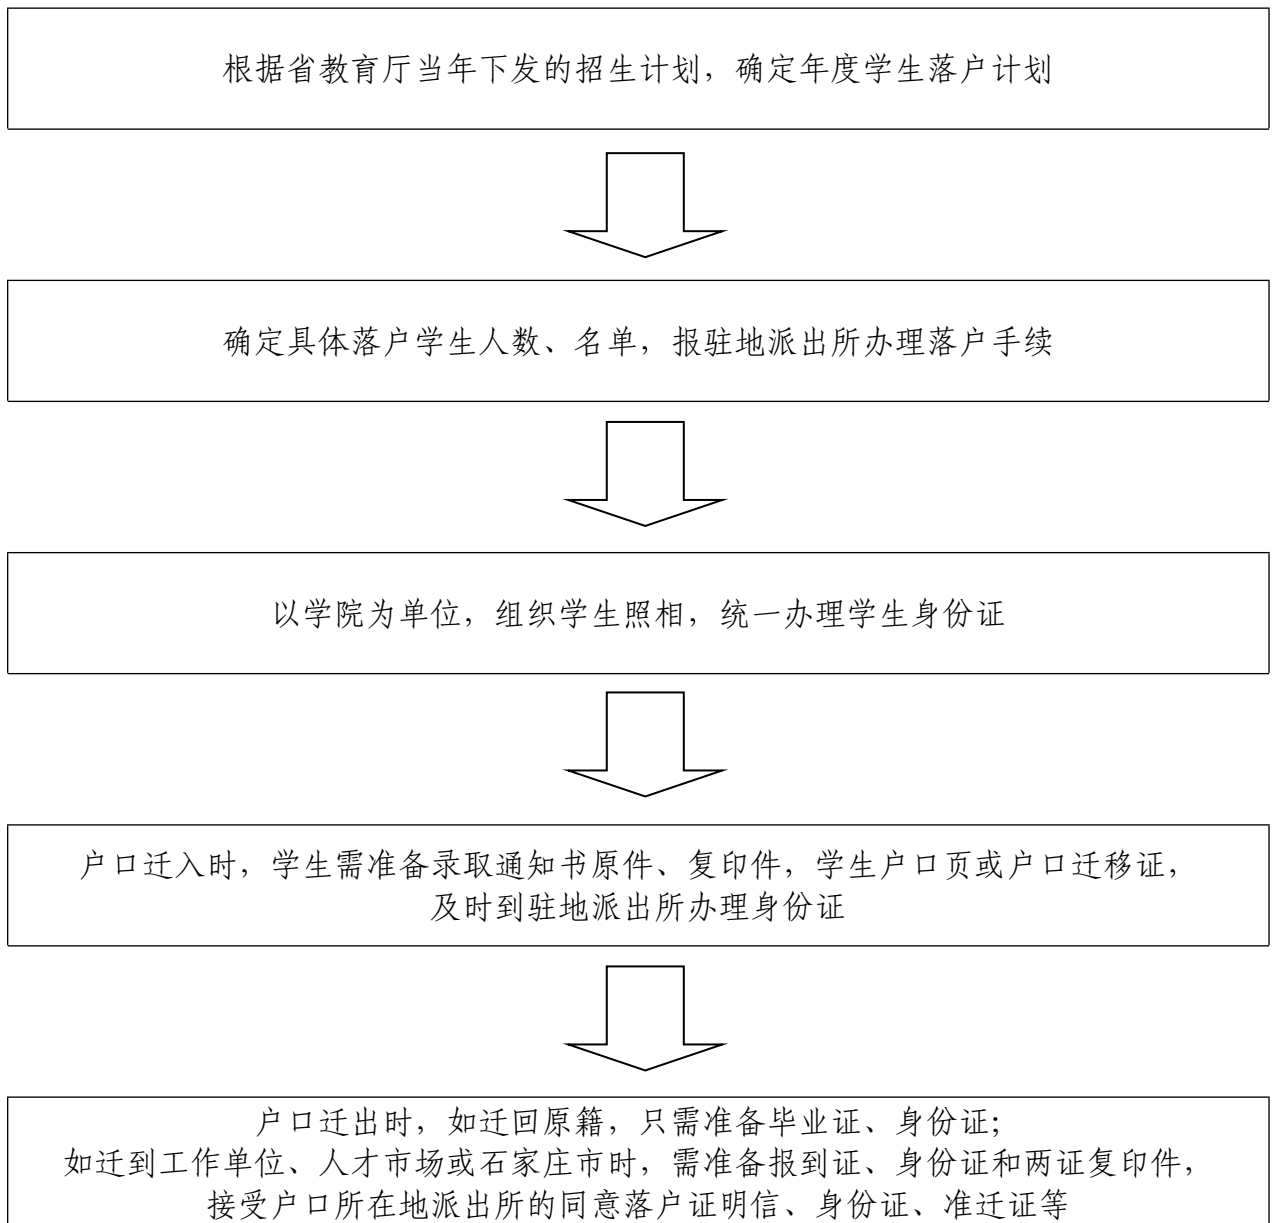 根据省教育厅当年下发的招生计划，确定年度学生落户计划
确定具体落户学生人数、名单，报驻地派出所办理落户手续
以学院为单位，组织学生照相，统一办理学生身份证
户口迁入时，学生需准备录取通知书原件、复印件，学生户口页或户口迁移证，
及时到驻地派出所办理身份证
户口迁出时，如迁回原籍，只需准备毕业证、身份证；
如迁到工作单位、人才市场或石家庄市时，需准备报到证、身份证和两证复印件，
接受户口所在地派出所的同意落户证明信、身份证、准迁证等